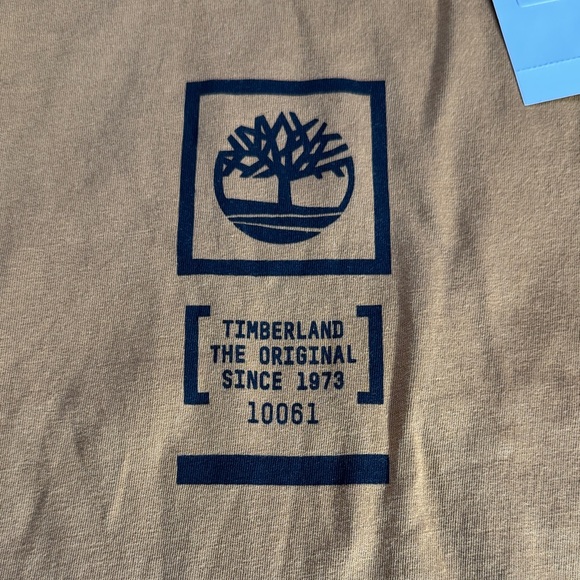 TIMBERLAND
THE ORIGINAL
SINCE 1973
10061